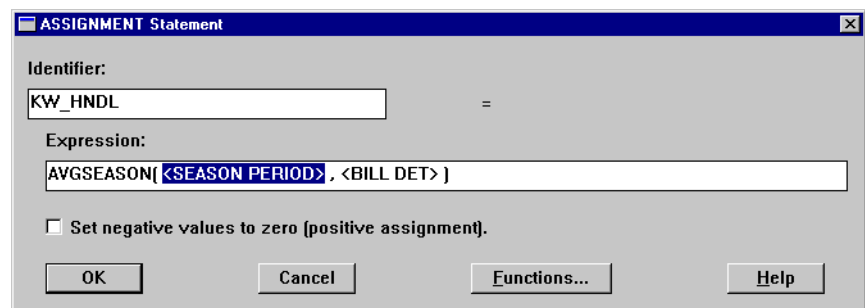 ASSIGNMENT Statement
Identifier:
KW_HNDL =
Expression:
AVGSEASON( <SEASON PERIOD> , <BILL DET> )
Set negative values to zero (positive assignment).
OK Cancel Functions... Help